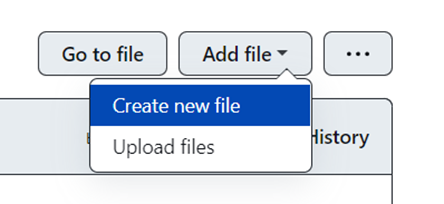 Go to file
Add file
Create new file
Upload files
History